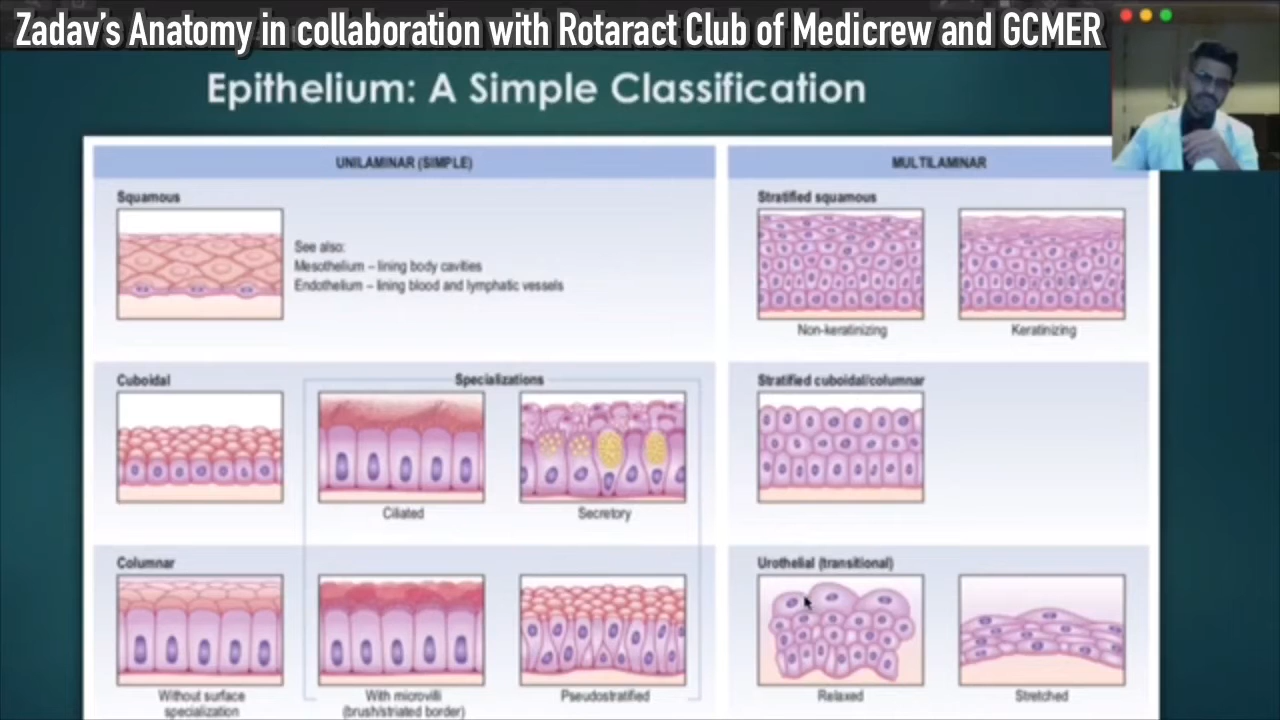 Zadav's Anatomy in collaboration with Rotaract Club of Medicrew and GCMER
Epithelium: A Simple Classification
UNILAMINAR (SIMPLE)
Squamous
See also:
Mesothelium – lining body cavities
Endothelium – lining blood and lymphatic vessels
Cuboidal
Specializations
Ciliated
Secretory
Columnar
Without surface
specialization
With microvilli
(brush/striated border)
Pseudostratified
MULTILAMINAR
Stratified squamous
Non-keratinizing
Keratinizing
Stratified cuboidal/columnar
Urothelial (transitional)
Relaxed
Stretched